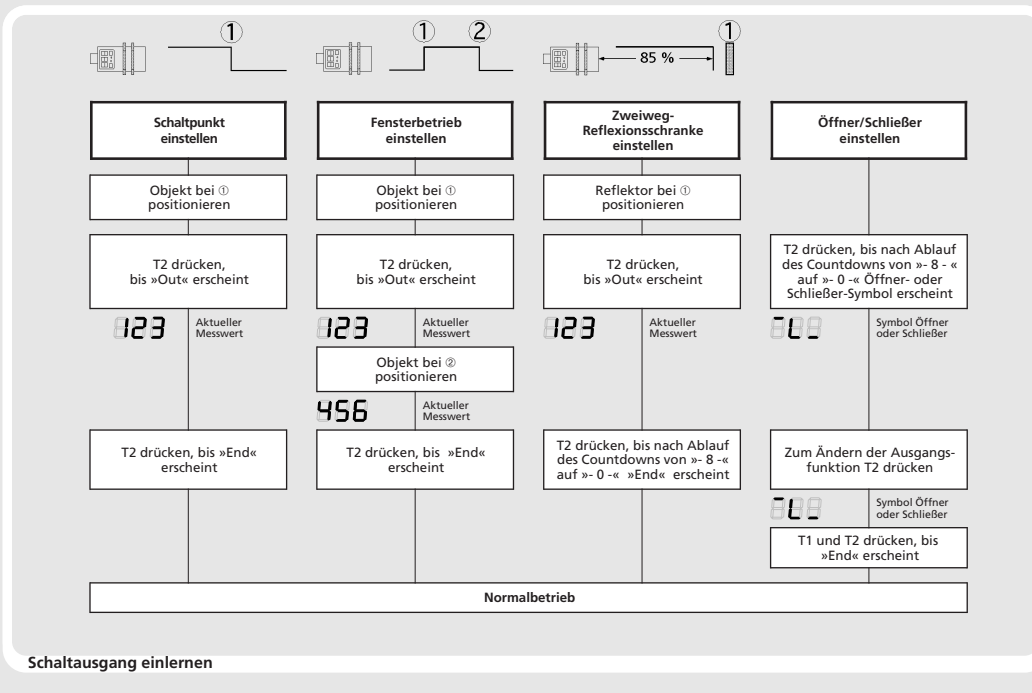 ①
① ②
85 %
①
Schaltpunkt
einstellen
Objekt bei ①
positionieren
T2 drücken,
bis »Out« erscheint
123
Aktueller
Messwert
T2 drücken, bis »End«
erscheint
Fensterbetrieb
einstellen
Objekt bei ①
positionieren
T2 drücken,
bis »Out« erscheint
123
Aktueller
Messwert
Objekt bei ②
positionieren
456
Aktueller
Messwert
T2 drücken, bis »End«
erscheint
Zweiweg-
Reflexionsschranke
einstellen
Reflektor bei ①
positionieren
T2 drücken,
bis »Out« erscheint
123
Aktueller
Messwert
T2 drücken, bis nach Ablauf
des Countdowns von »- 8 -«
auf »- 0 -« »End« erscheint
Öffner/Schließer
einstellen
T2 drücken, bis nach Ablauf
des Countdowns von »- 8 - «
auf »- 0 -« Öffner- oder
Schließer-Symbol erscheint
Symbol Öffner
oder Schließer
Zum Ändern der Ausgangs-
funktion T2 drücken
Symbol Öffner
oder Schließer
T1 und T2 drücken, bis
»End« erscheint
Normalbetrieb
Schaltausgang einlernen